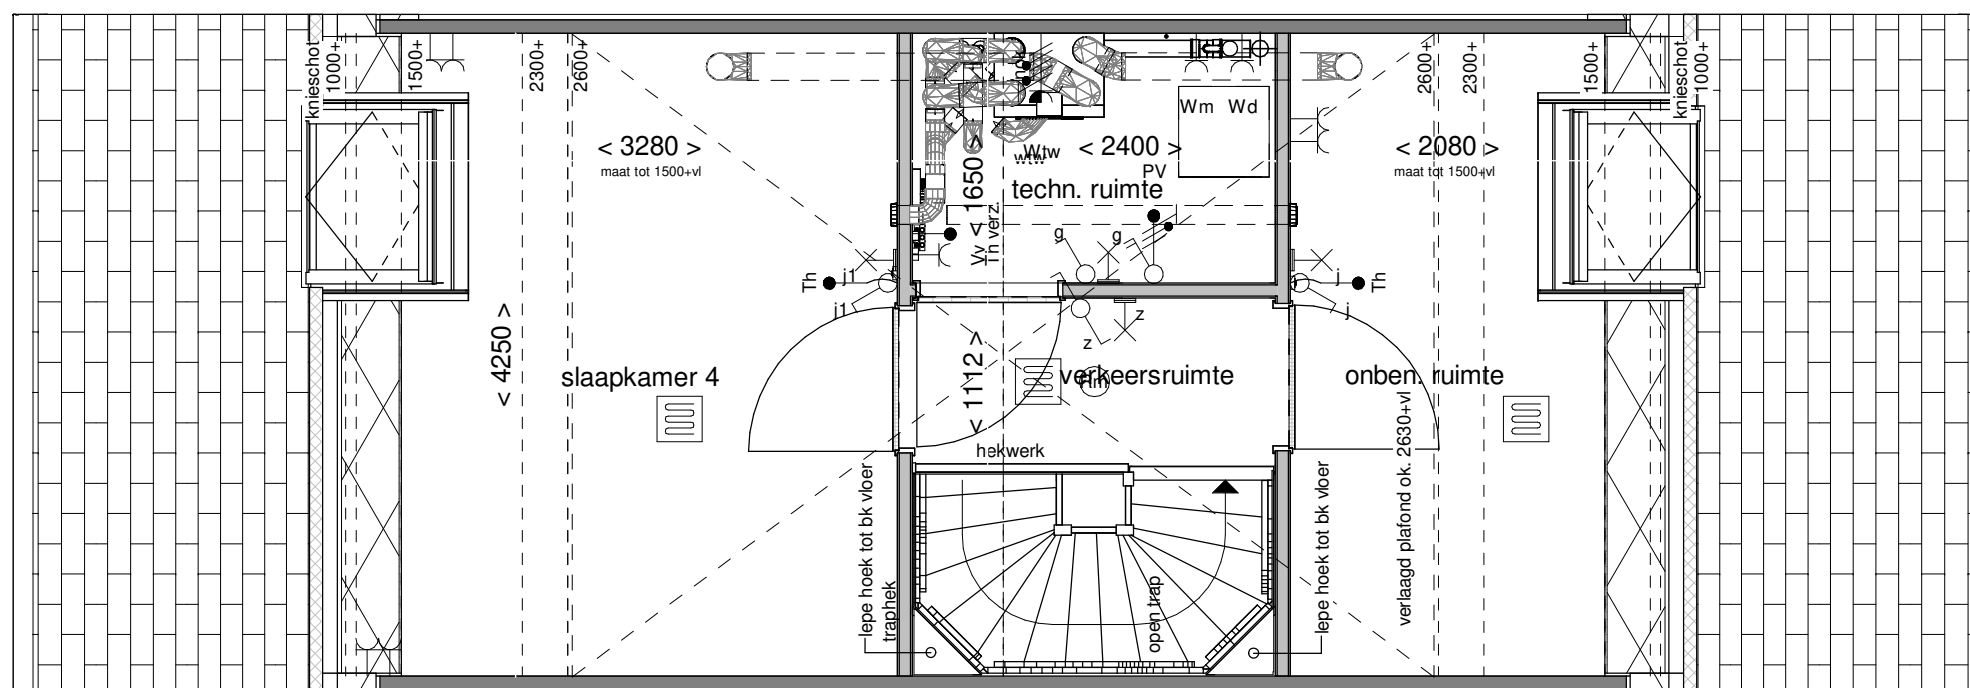 knieschot
1000+
1500+
2300+
2600+
2600+
2300+
1500+
1000+
knieschot
< 3280 >
maat tot 1500+vl
Wm Wd
< 2400 >
Wtw
wtw
PV
techn. ruimte
< 1650 >
Vv
Th verz.
< 2080 >
maat tot 1500+vl
g
g
Th
j1
j1
j
Th
j
z
z
< 4250 >
slaapkamer 4
< 1112 >
verkeersruimte
Rm
onben. ruimte
hekwerk
lepe hoek tot bk vloer
traphek
open trap
lepe hoek tot bk vloer
verlaagd plafond ok. 2630+vl